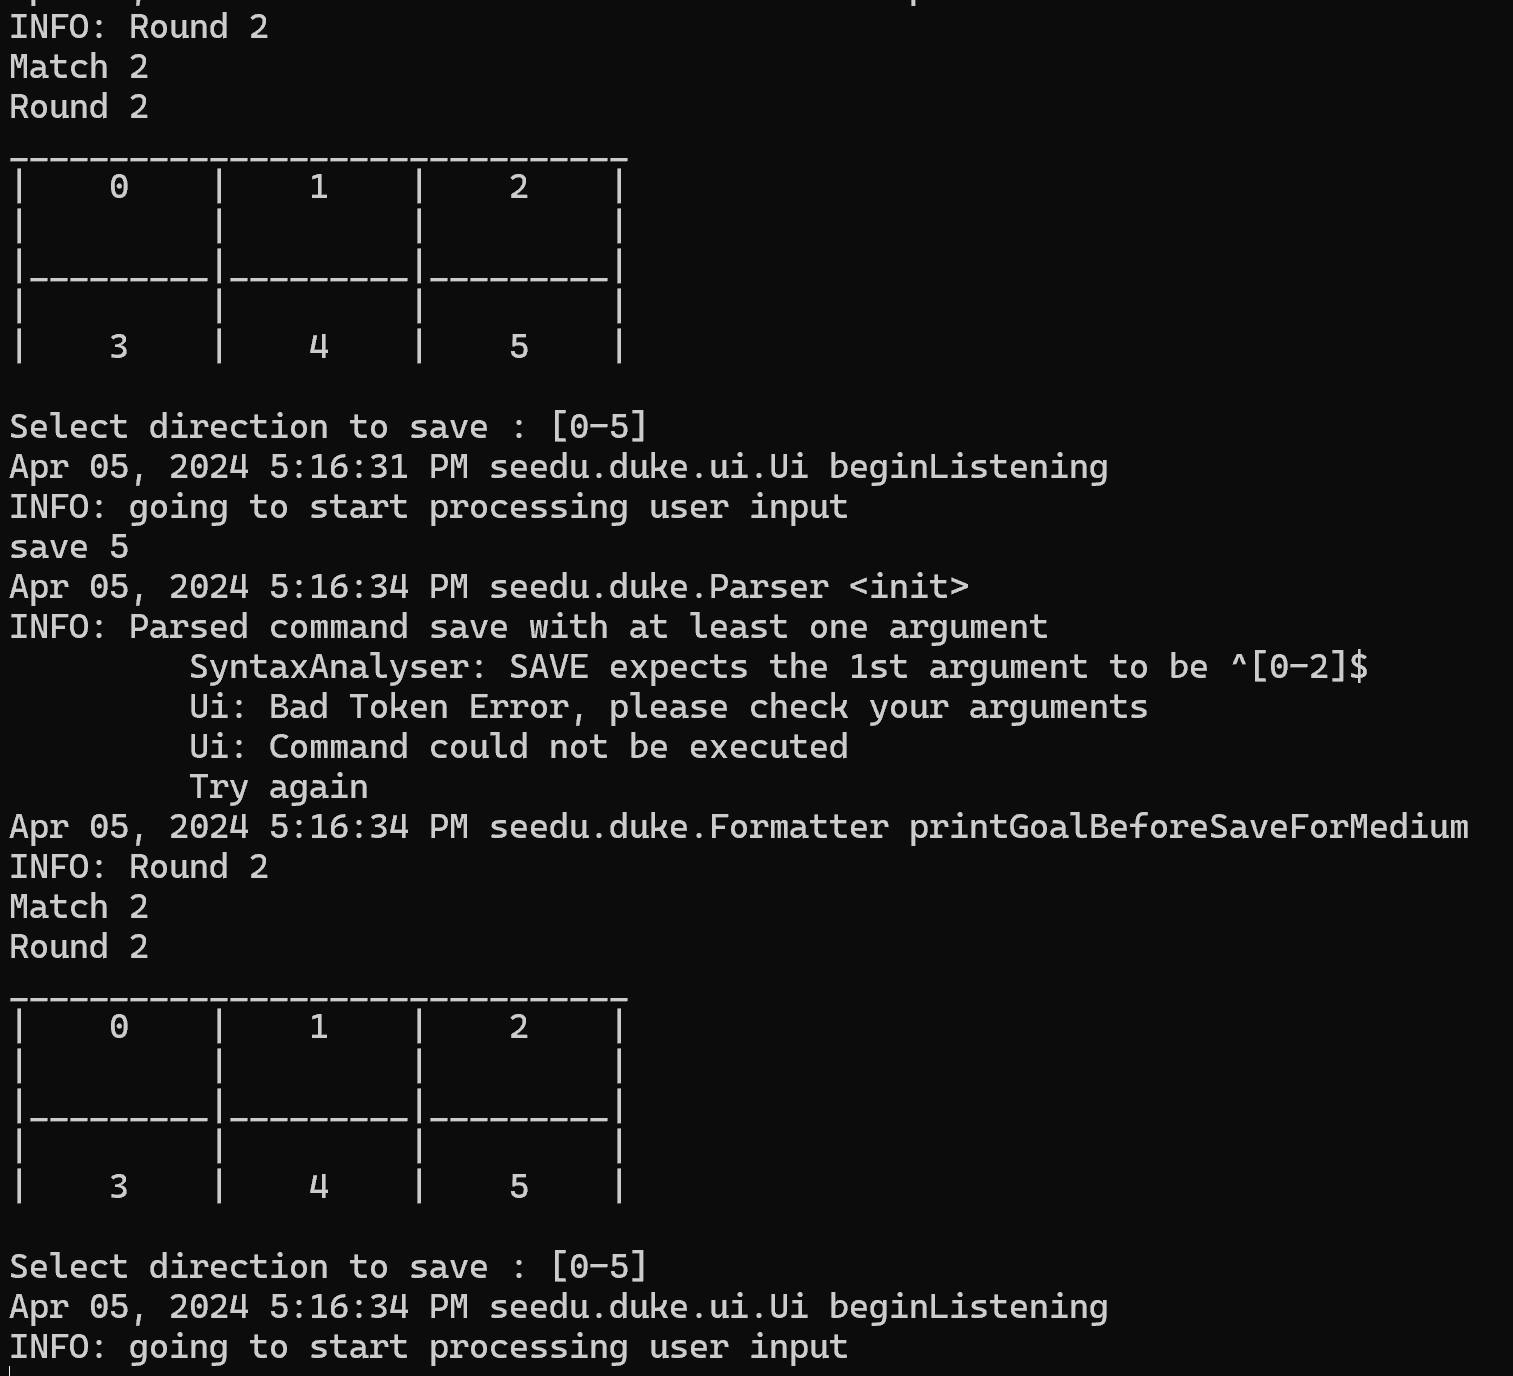 INFO: Round 2
Match 2
Round 2
_______________________________
|    0    |    1    |    2    |
|         |         |         |
|_________|_________|_________|
|         |         |         |
|    3    |    4    |    5    |
Select direction to save : [0-5]
Apr 05, 2024 5:16:31 PM seedu.duke.ui.Ui beginListening
INFO: going to start processing user input
save 5
Apr 05, 2024 5:16:34 PM seedu.duke.Parser <init>
INFO: Parsed command save with at least one argument
SyntaxAnalyser: SAVE expects the 1st argument to be ^[0-2]$
Ui: Bad Token Error, please check your arguments
Ui: Command could not be executed
Try again
Apr 05, 2024 5:16:34 PM seedu.duke.Formatter printGoalBeforeSaveForMedium
INFO: Round 2
Match 2
Round 2
_______________________________
|    0    |    1    |    2    |
|         |         |         |
|_________|_________|_________|
|         |         |         |
|    3    |    4    |    5    |
Select direction to save : [0-5]
Apr 05, 2024 5:16:34 PM seedu.duke.ui.Ui beginListening
INFO: going to start processing user input